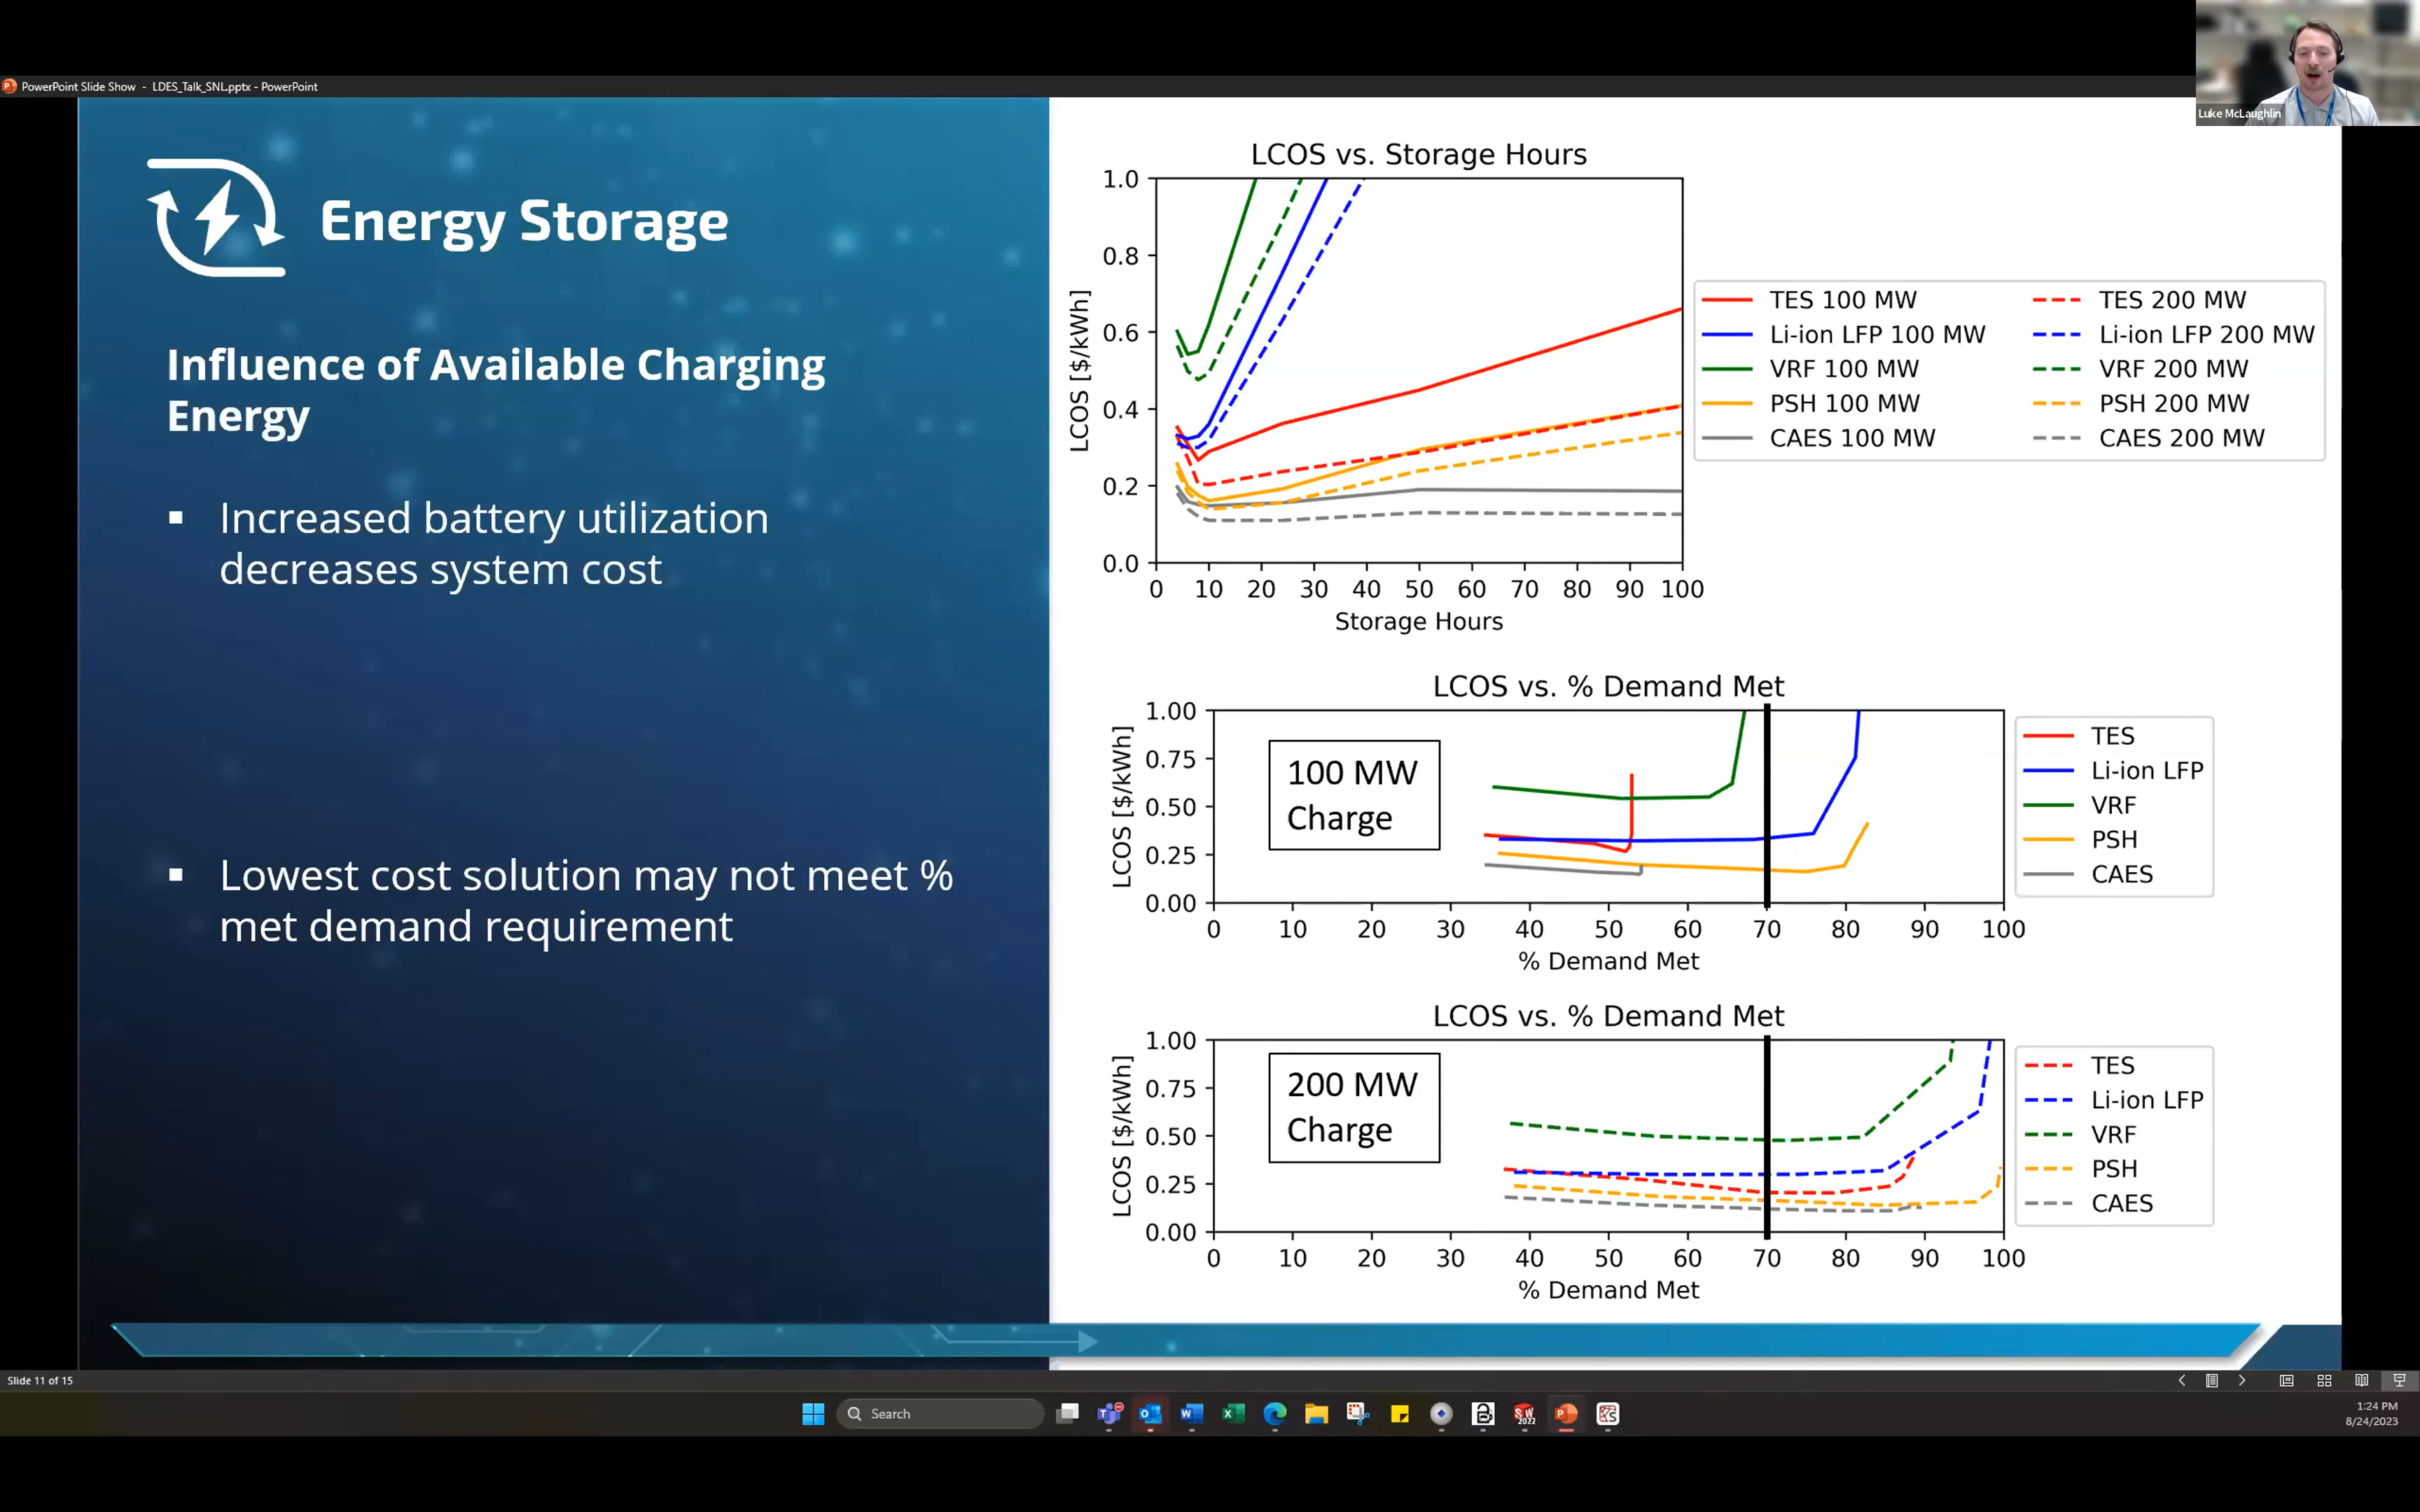 PowerPoint Slide Show - LDES_Talk_SNL.pptx - PowerPoint
Luke McLaughlin
Energy Storage
Influence of Available Charging
Energy
▪ Increased battery utilization
decreases system cost
▪ Lowest cost solution may not meet %
met demand requirement
LCOS vs. Storage Hours
LCOS [$/kWh]
1.0
0.8
0.6
0.4
0.2
0.0
0 10 20 30 40 50 60 70 80 90 100
Storage Hours
TES 100 MW TES 200 MW
Li-ion LFP 100 MW Li-ion LFP 200 MW
VRF 100 MW VRF 200 MW
PSH 100 MW PSH 200 MW
CAES 100 MW CAES 200 MW
LCOS vs. % Demand Met
LCOS [$/kWh]
1.00
0.75
0.50
0.25
0.00
100 MW
Charge
0 10 20 30 40 50 60 70 80 90 100
% Demand Met
TES
Li-ion LFP
VRF
PSH
CAES
LCOS vs. % Demand Met
LCOS [$/kWh]
1.00
0.75
0.50
0.25
0.00
200 MW
Charge
0 10 20 30 40 50 60 70 80 90 100
% Demand Met
TES
Li-ion LFP
VRF
PSH
CAES
Slide 11 of 15
Search
SW
2022
1:24 PM
8/24/2023